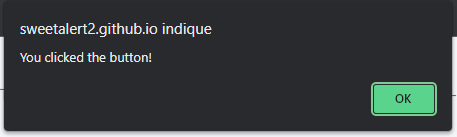 sweetalert2.github.io indique
You clicked the button!
OK